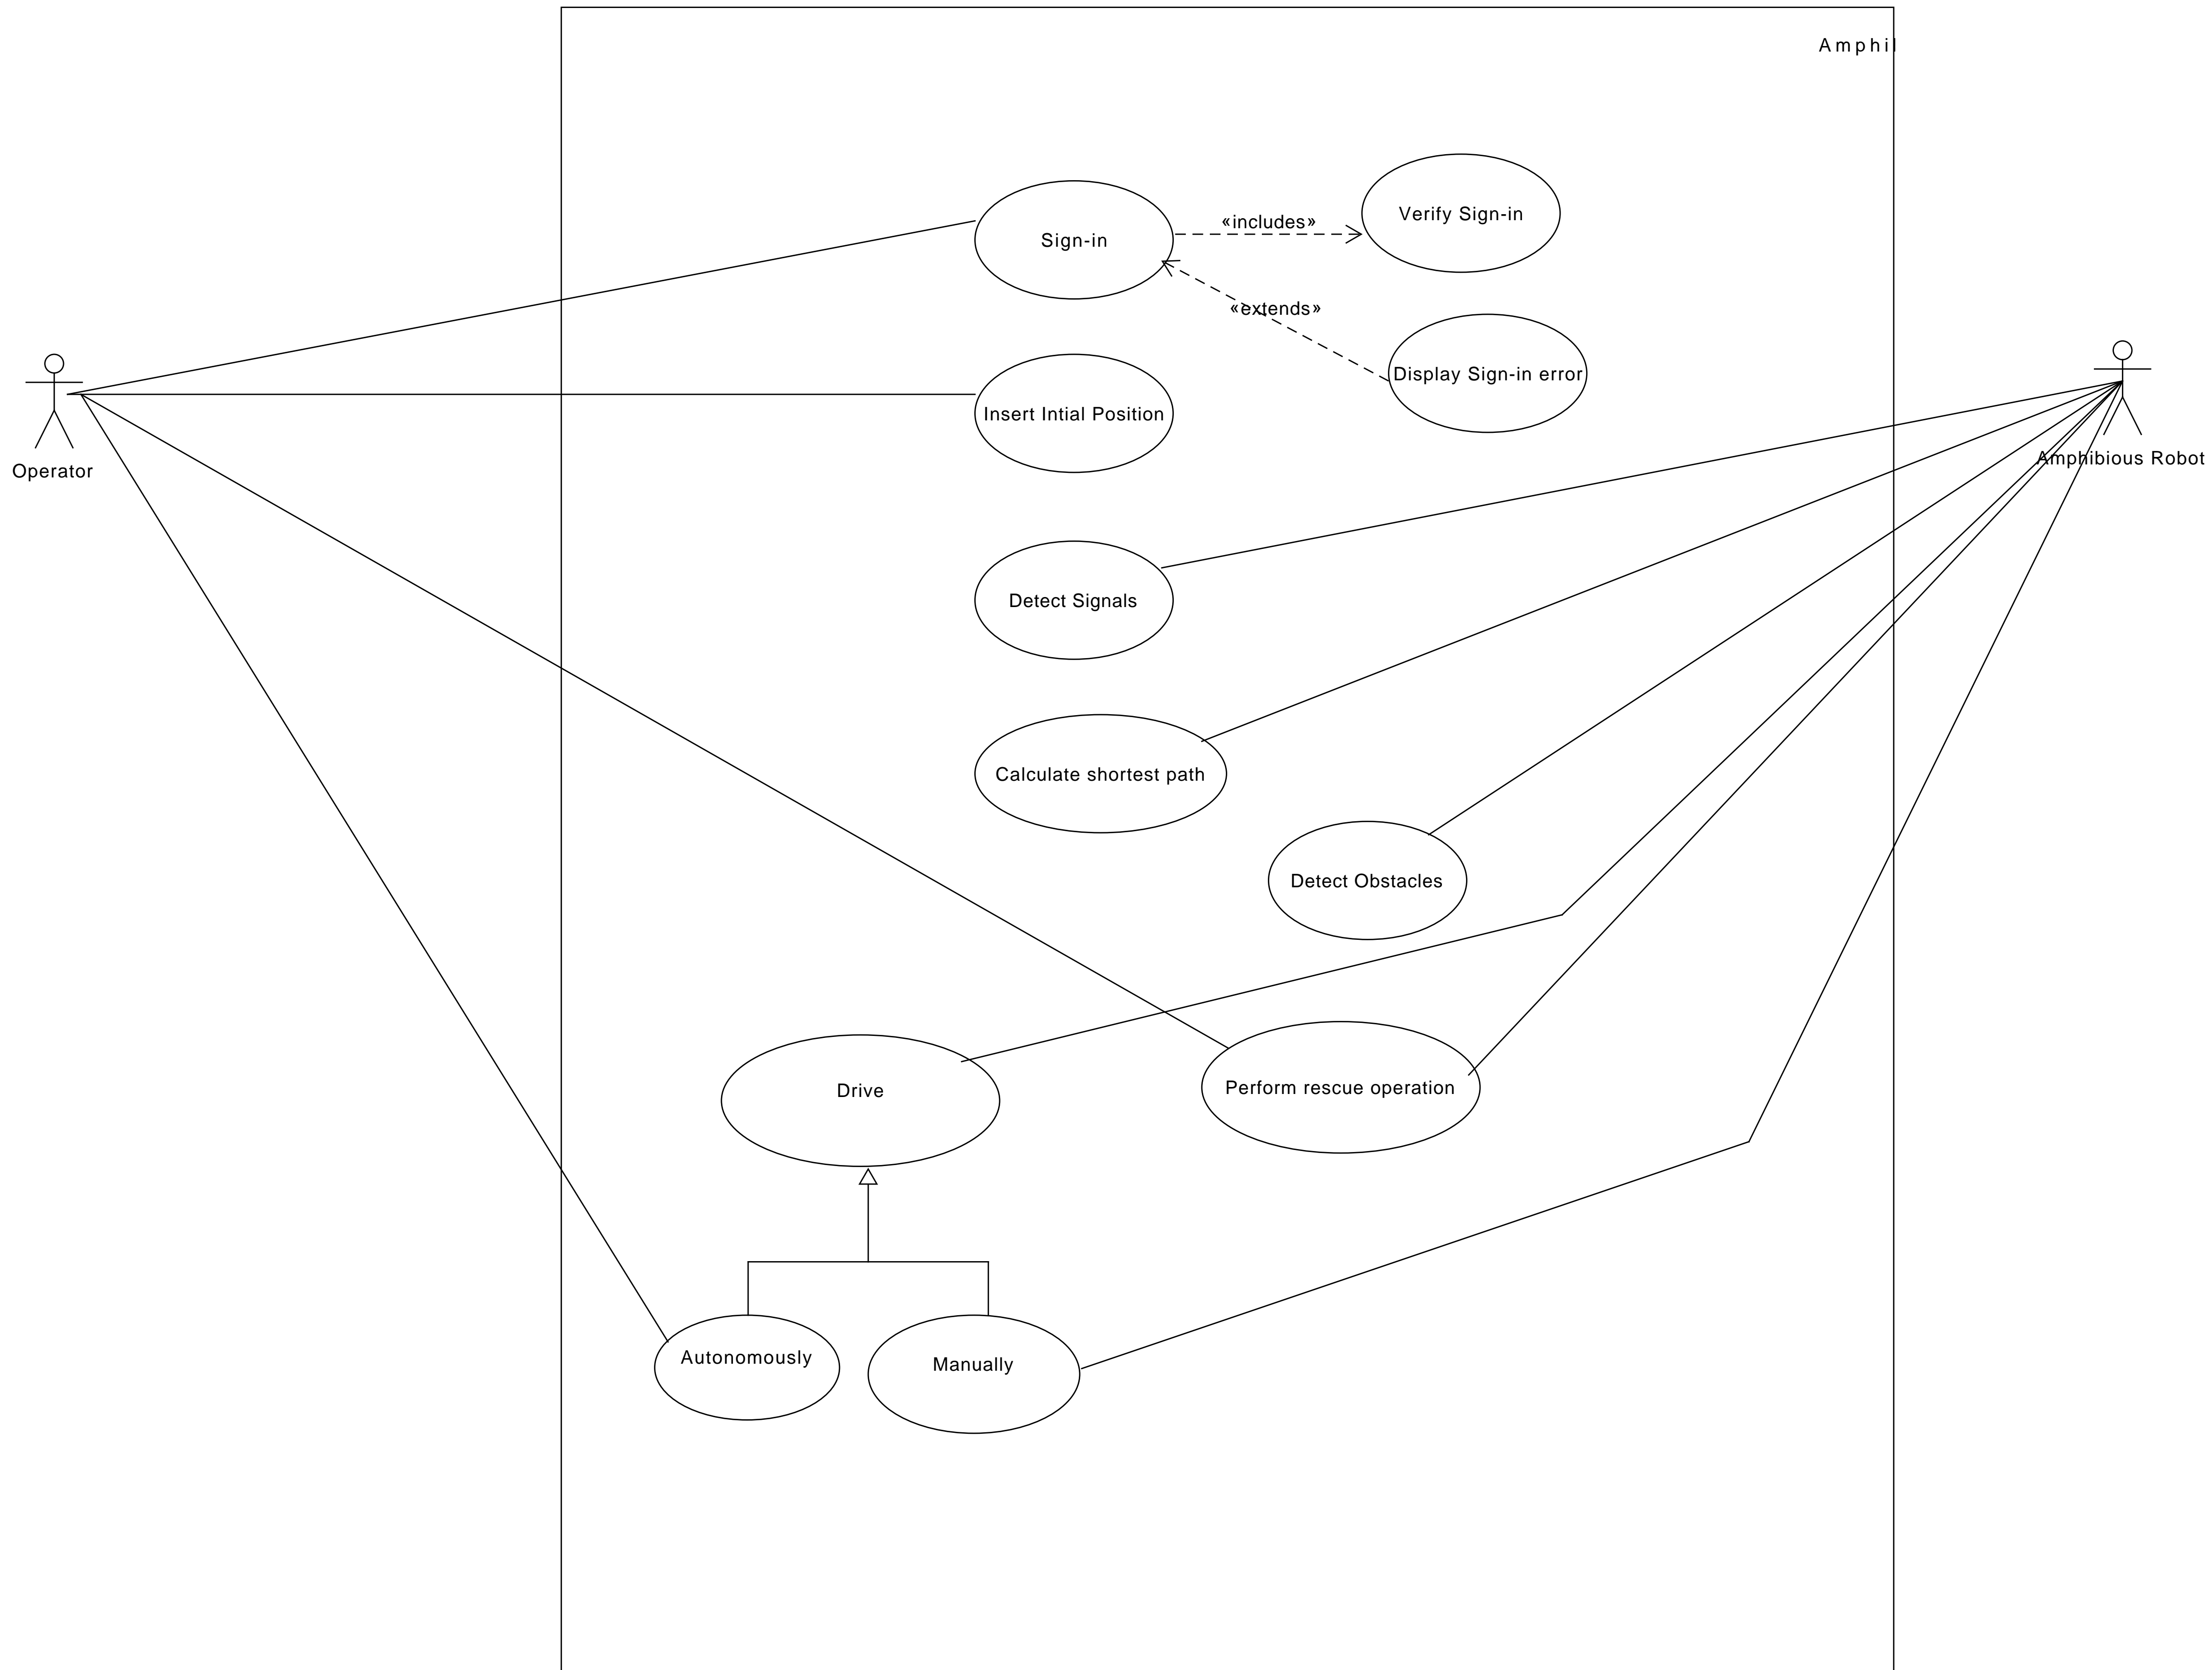 Amphil
Sign-in
«includes»
Verify Sign-in
«extends»
Display Sign-in error
Insert Intial Position
Operator
Amphibious Robot
Detect Signals
Calculate shortest path
Detect Obstacles
Drive
Perform rescue operation
Autonomously
Manually